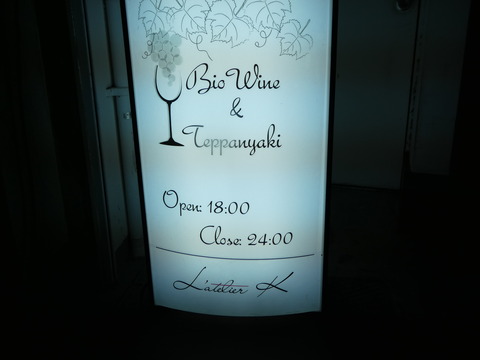 Bio Wine
&
Teppanyaki
Open: 18:00
Close: 24:00
L'atelier K